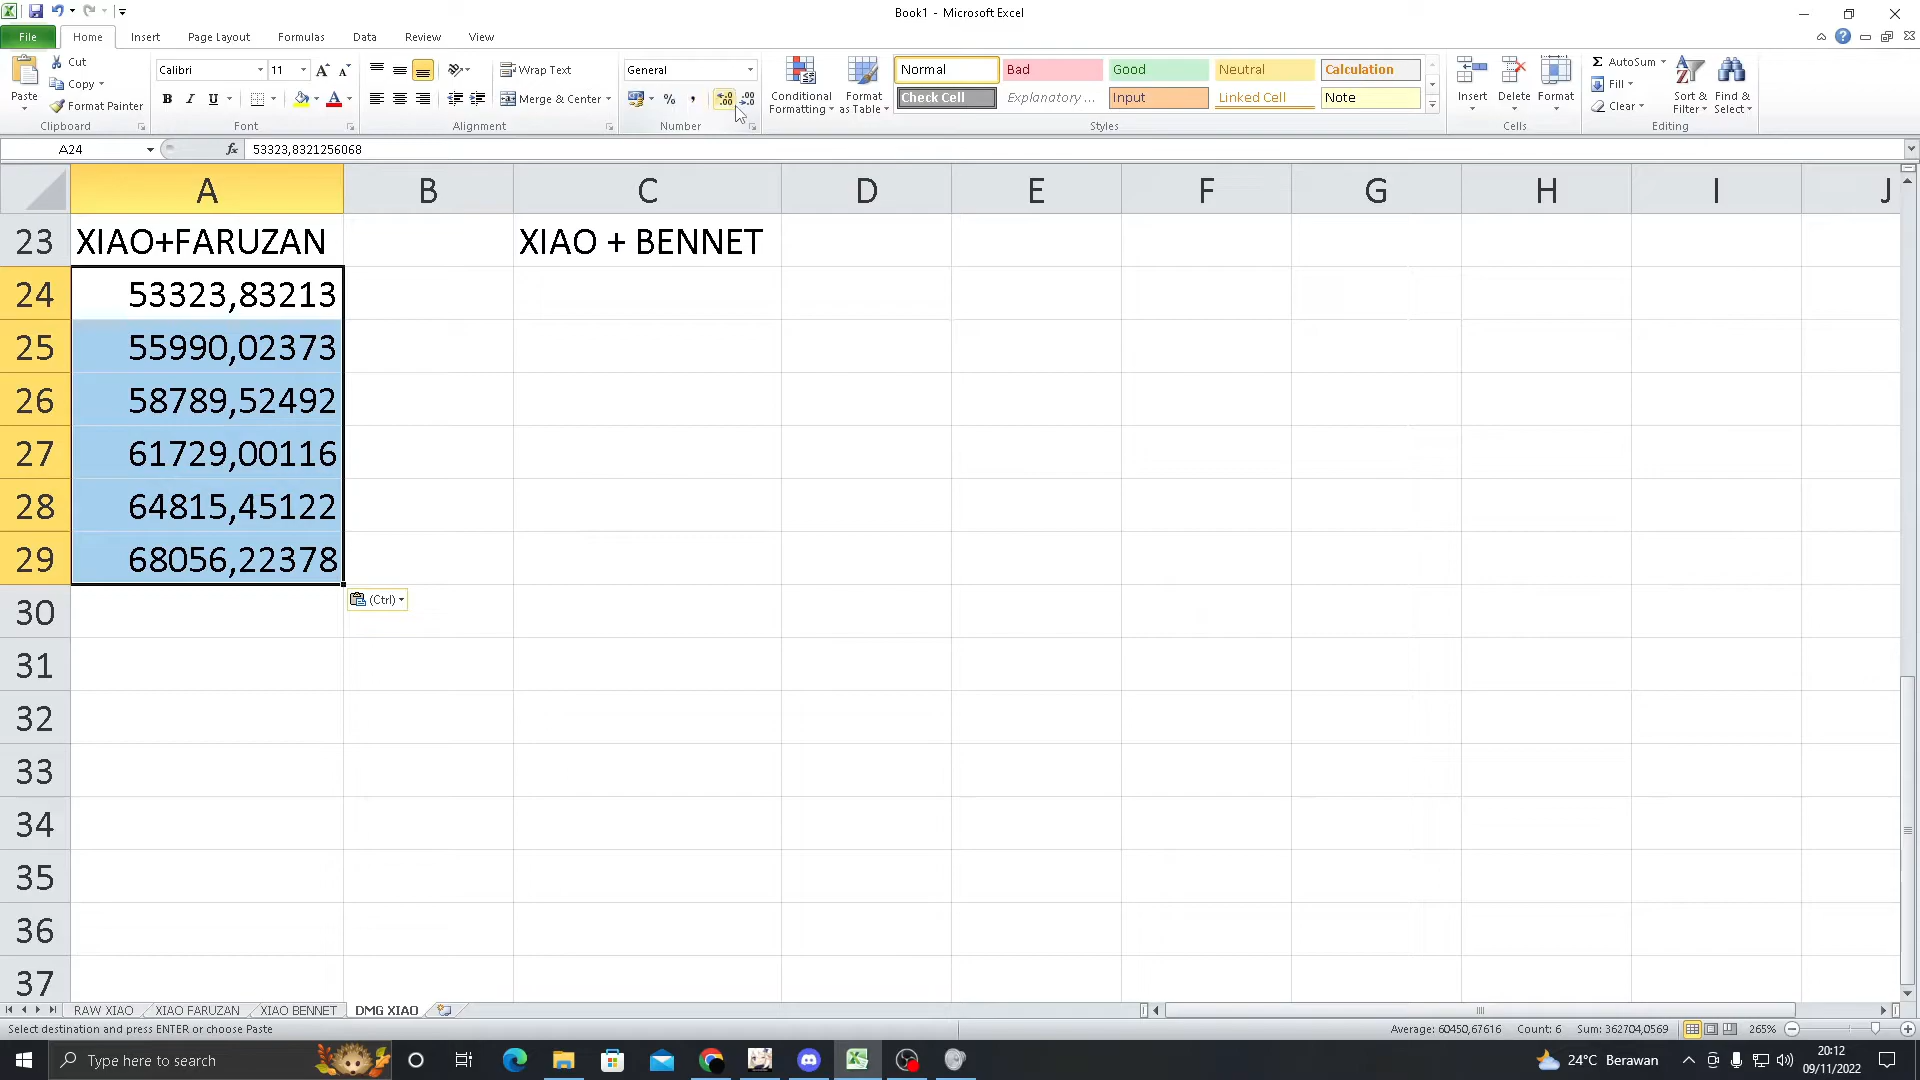 Book1 - Microsoft Excel
File Home Insert Page Layout Formulas Data Review View
Paste
Cut
Copy
Format Painter
Clipboard
Calibri 11
B I U
Font
Wrap Text
Merge & Center
Alignment
General
%
Number
Conditional Formatting
Format as Table
Normal Bad Good Neutral Calculation
Check Cell Explanatory ... Input Linked Cell Note
Styles
Insert Delete Format
Cells
AutoSum
Fill
Clear
Sort & Filter
Find & Select
Editing
A24 fx 53323,8321256068
A B C D E F G H I J
23 XIAO+FARUZAN XIAO + BENNET
24 53323,83213
25 55990,02373
26 58789,52492
27 61729,00116
28 64815,45122
29 68056,22378
(Ctrl)
30
31
32
33
34
35
36
37
RAW XIAO XIAO FARUZAN XIAO BENNET DMG XIAO
Select destination and press ENTER or choose Paste Average: 60450,67616 Count: 6 Sum: 362704,0569 265%
Type here to search 24°C Berawan 20:12
09/11/2022